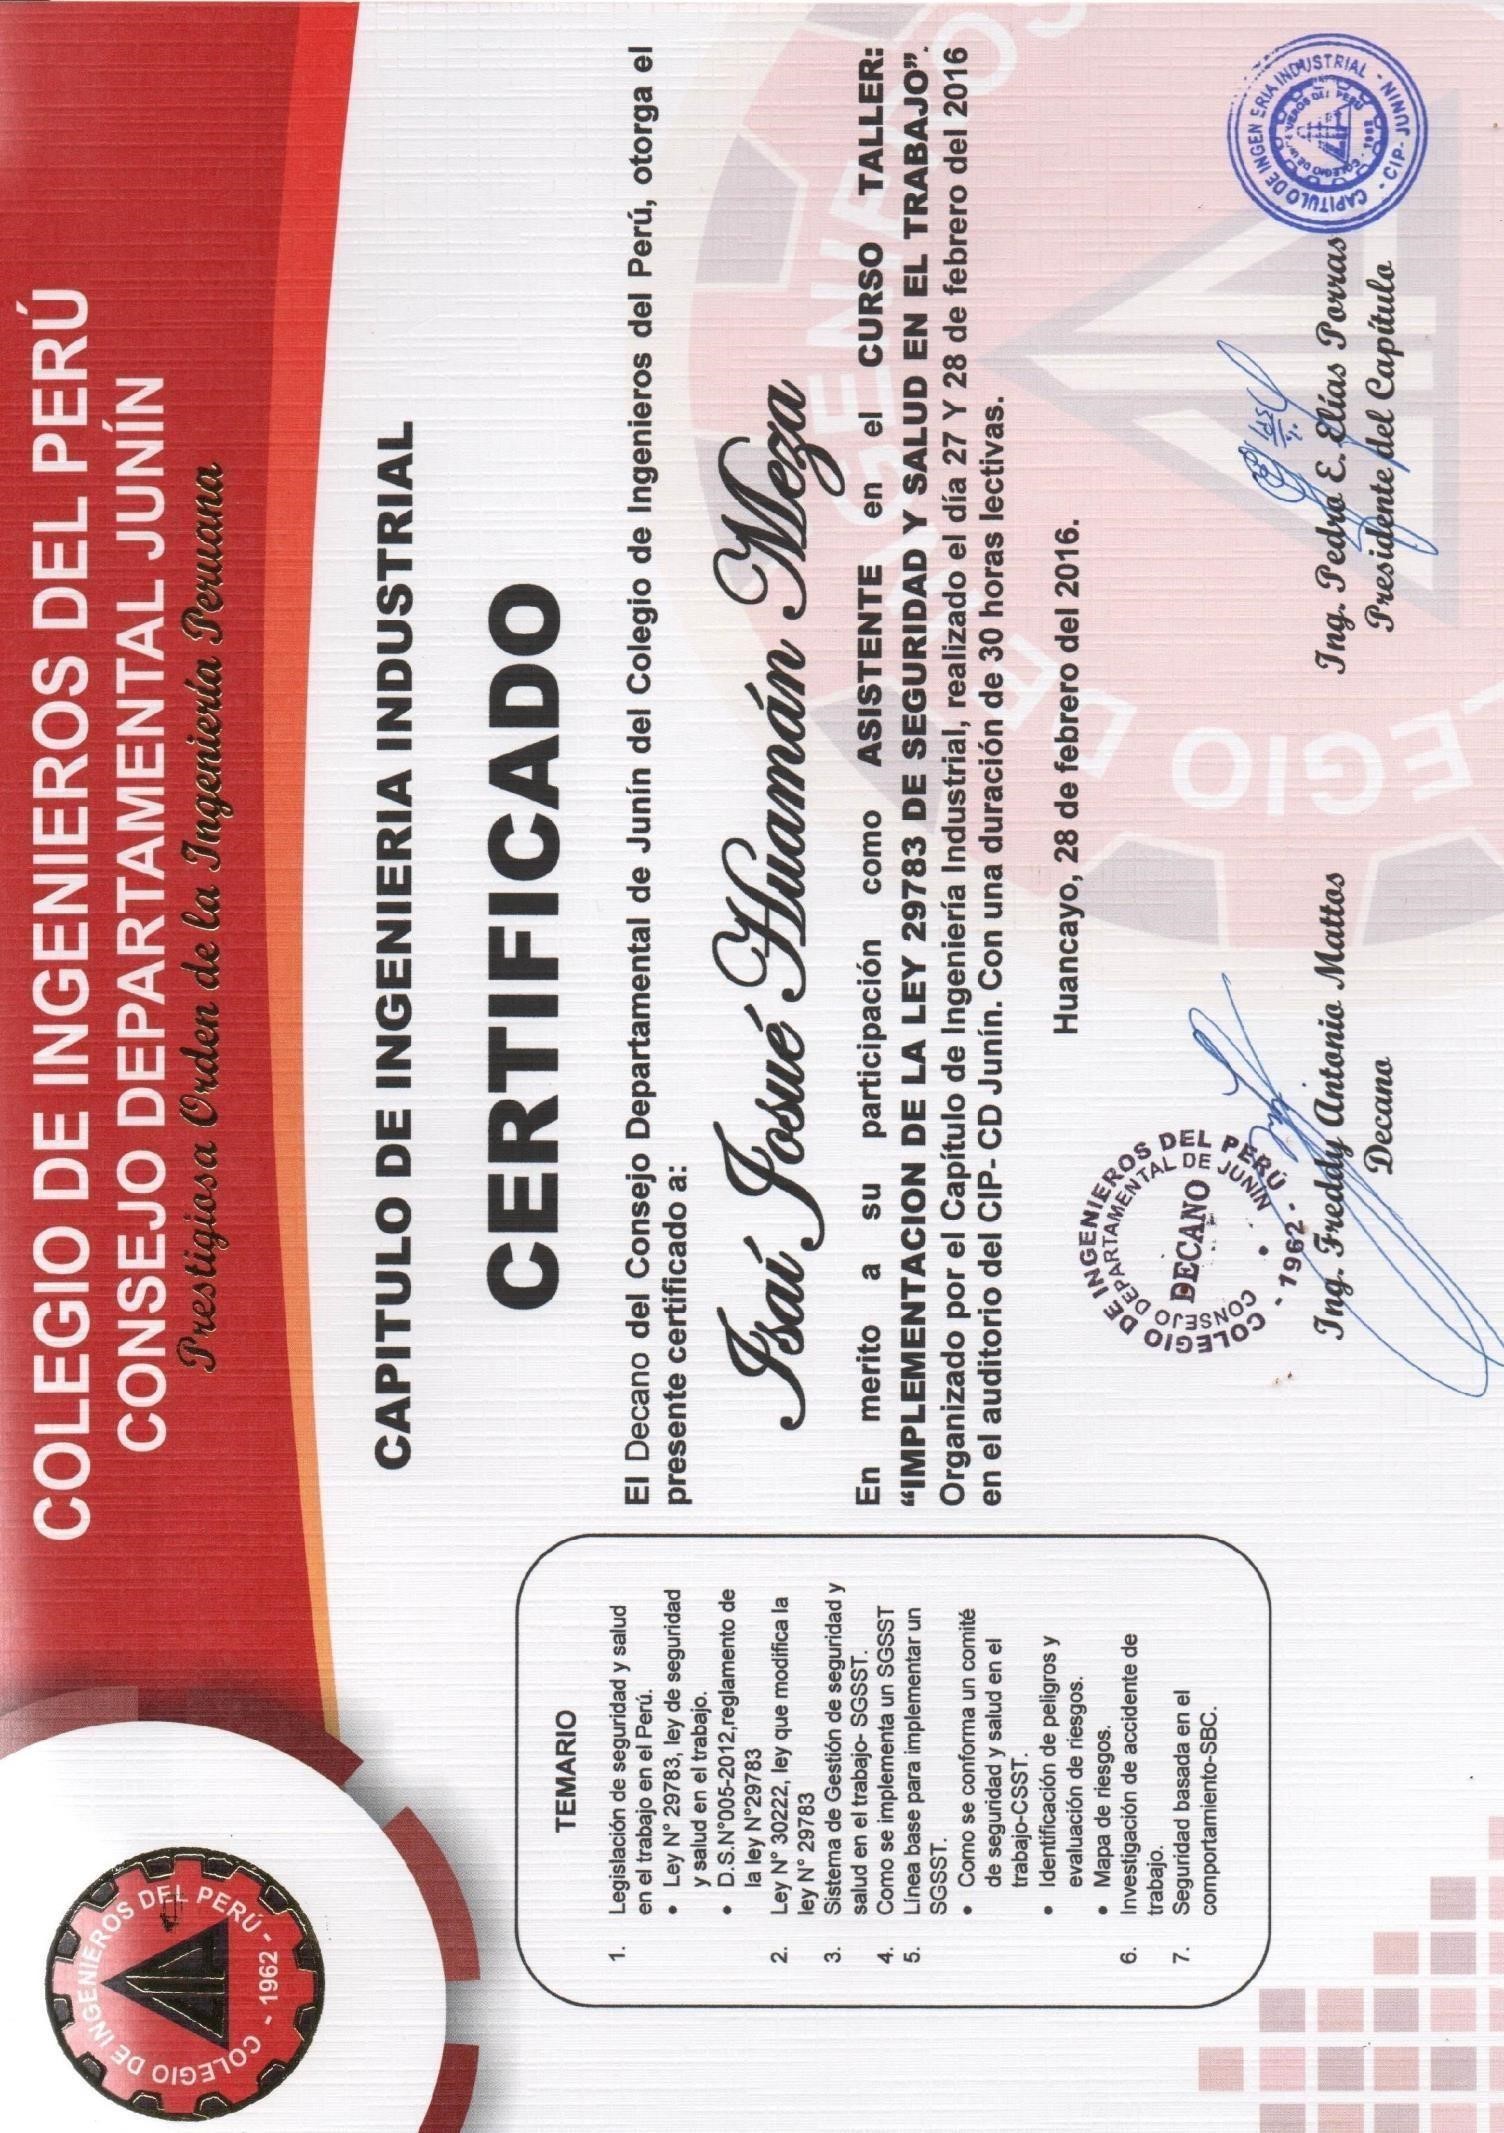 COLEGIO DE INGENIEROS DEL PERÚ
CONSEJO DEPARTAMENTAL JUNÍN
Prestigiosa Orden de la Ingeniería Peruana
COLEGIO DE INGENIEROS DEL PERÚ - 1962 -
CAPITULO DE INGENIERIA INDUSTRIAL
CERTIFICADO
El Decano del Consejo Departamental de Junín del Colegio de Ingenieros del Perú, otorga el
presente certificado a:
Isaí Josué Huamán Meza
En merito a su participación como ASISTENTE en el CURSO TALLER:
“IMPLEMENTACION DE LA LEY 29783 DE SEGURIDAD Y SALUD EN EL TRABAJO”.
Organizado por el Capítulo de Ingeniería Industrial, realizado el día 27 Y 28 de febrero del 2016
en el auditorio del CIP- CD Junín. Con una duración de 30 horas lectivas.
Huancayo, 28 de febrero del 2016.
TEMARIO
1. Legislación de seguridad y salud
en el trabajo en el Perú.
• Ley N° 29783, ley de seguridad
y salud en el trabajo.
• D.S.N°005-2012,reglamento de
la ley N°29783
2. Ley N° 30222, ley que modifica la
ley N° 29783
3. Sistema de Gestión de seguridad y
salud en el trabajo- SGSST.
4. Como se implementa un SGSST
5. Línea base para implementar un
SGSST.
• Como se conforma un comité
de seguridad y salud en el
trabajo-CSST.
• Identificación de peligros y
evaluación de riesgos.
• Mapa de riesgos.
6. Investigación de accidente de
trabajo.
7. Seguridad basada en el
comportamiento-SBC.
COLEGIO DE INGENIEROS DEL PERÚ - 1962 -
CONSEJO DEPARTAMENTAL DE JUNÍN
DECANO
Ing. Freddy Antonio Mattos
Decano
CAPITULO DE INGENIERIA INDUSTRIAL - CIP- JUNIN -
COLEGIO DE INGENIEROS DEL PERÚ - 1962
Ing. Pedro E. Elías Porras
Presidente del Capítulo